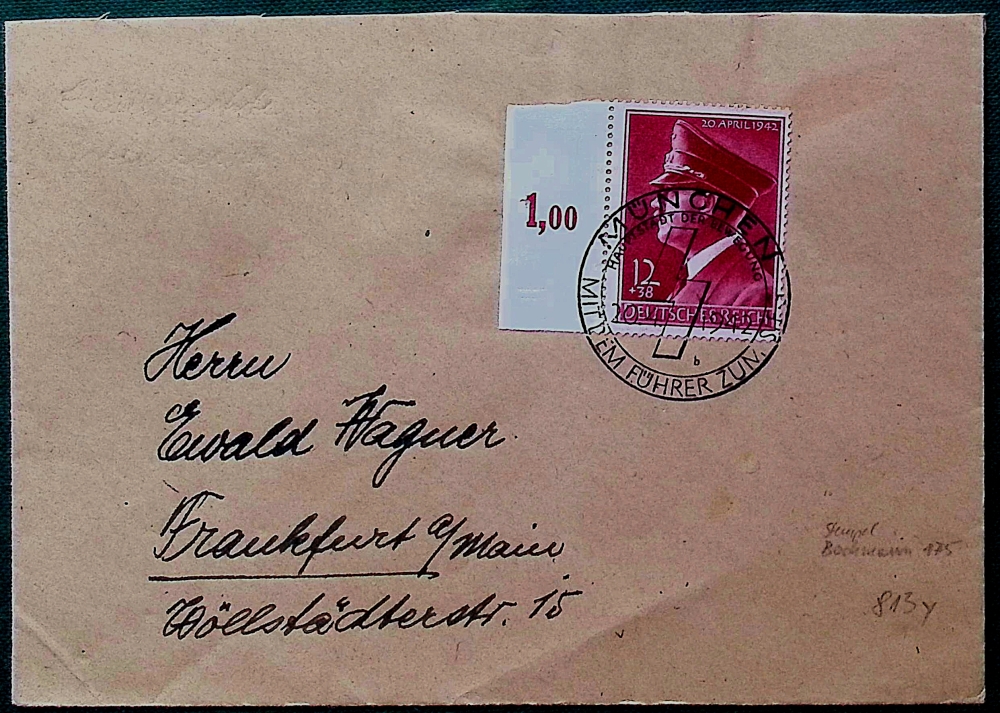 20. APRIL 1942
1,00
12
+38
DEUTSCHES REICH
MÜNCHEN
HAUPTSTADT DER BEWEGUNG
MIT DEM FÜHRER ZUM
b
Herrn
Ewald Wagner
Frankfurt a/Main
Höllstädterstr. 15
Stempel
Bochmann 175
813y